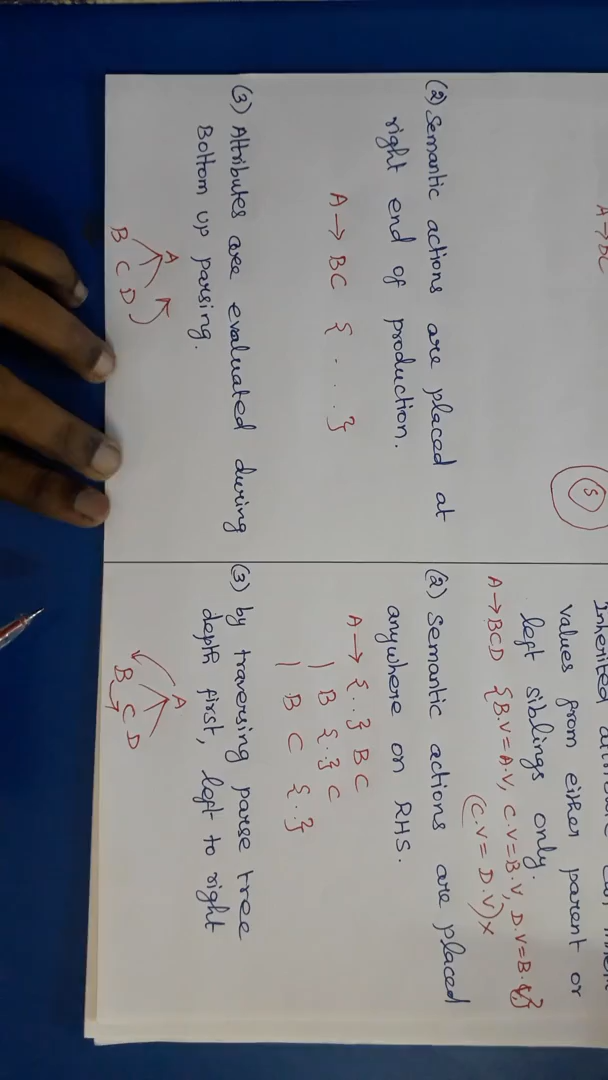 A → BC
S
(2) Semantic actions are placed at
right end of production.
A → BC { . . . }
(3) Attributes are evaluated during
Bottom up parsing.
A
B C D
values from either parent or
left siblings only.
A → BCD {B.V = A.V, C.V = B.V, D.V = B.V}
(C.V = D.V) ×
(2) Semantic actions are placed
anywhere on RHS.
A → {..} BC
| B {..} C
| B C {..}
(3) by traversing parse tree
depth first, left to right
A
B C D